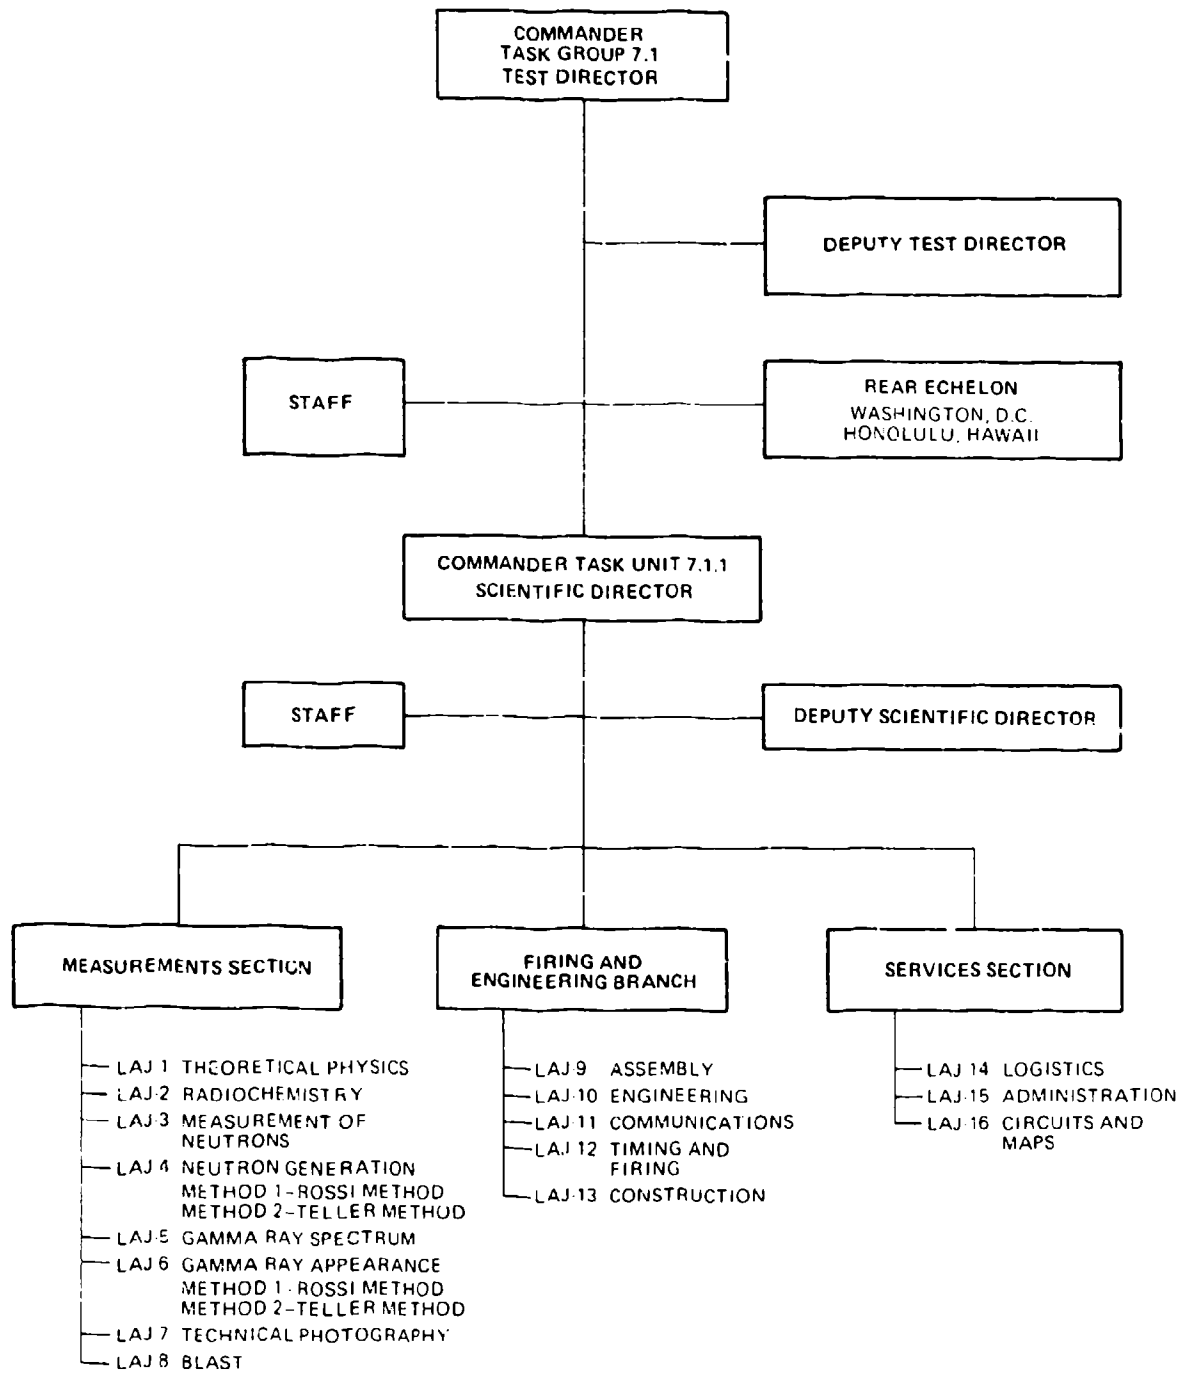 COMMANDER
TASK GROUP 7.1
TEST DIRECTOR
DEPUTY TEST DIRECTOR
STAFF
REAR ECHELON
WASHINGTON, D.C.
HONOLULU, HAWAII
COMMANDER TASK UNIT 7.1.1
SCIENTIFIC DIRECTOR
STAFF
DEPUTY SCIENTIFIC DIRECTOR
MEASUREMENTS SECTION
FIRING AND
ENGINEERING BRANCH
SERVICES SECTION
LAJ 1 THEORETICAL PHYSICS
LAJ-2 RADIOCHEMISTRY
LAJ-3 MEASUREMENT OF
NEUTRONS
LAJ 4 NEUTRON GENERATION
METHOD 1-ROSSI METHOD
METHOD 2-TELLER METHOD
LAJ-5 GAMMA RAY SPECTRUM
LAJ 6 GAMMA RAY APPEARANCE
METHOD 1-ROSSI METHOD
METHOD 2-TELLER METHOD
LAJ 7 TECHNICAL PHOTOGRAPHY
LAJ 8 BLAST
LAJ-9 ASSEMBLY
LAJ-10 ENGINEERING
LAJ-11 COMMUNICATIONS
LAJ 12 TIMING AND
FIRING
LAJ-13 CONSTRUCTION
LAJ 14 LOGISTICS
LAJ-15 ADMINISTRATION
LAJ-16 CIRCUITS AND
MAPS